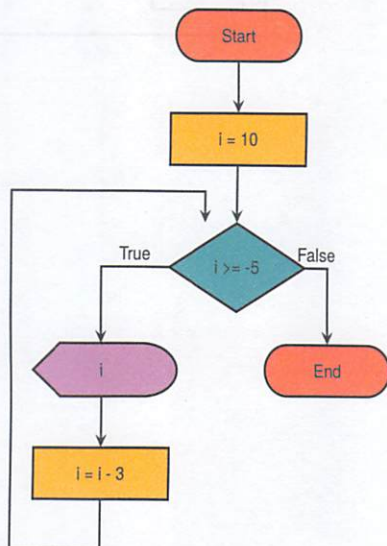 Start
i = 10
i >= -5
True
False
i
End
i = i - 3